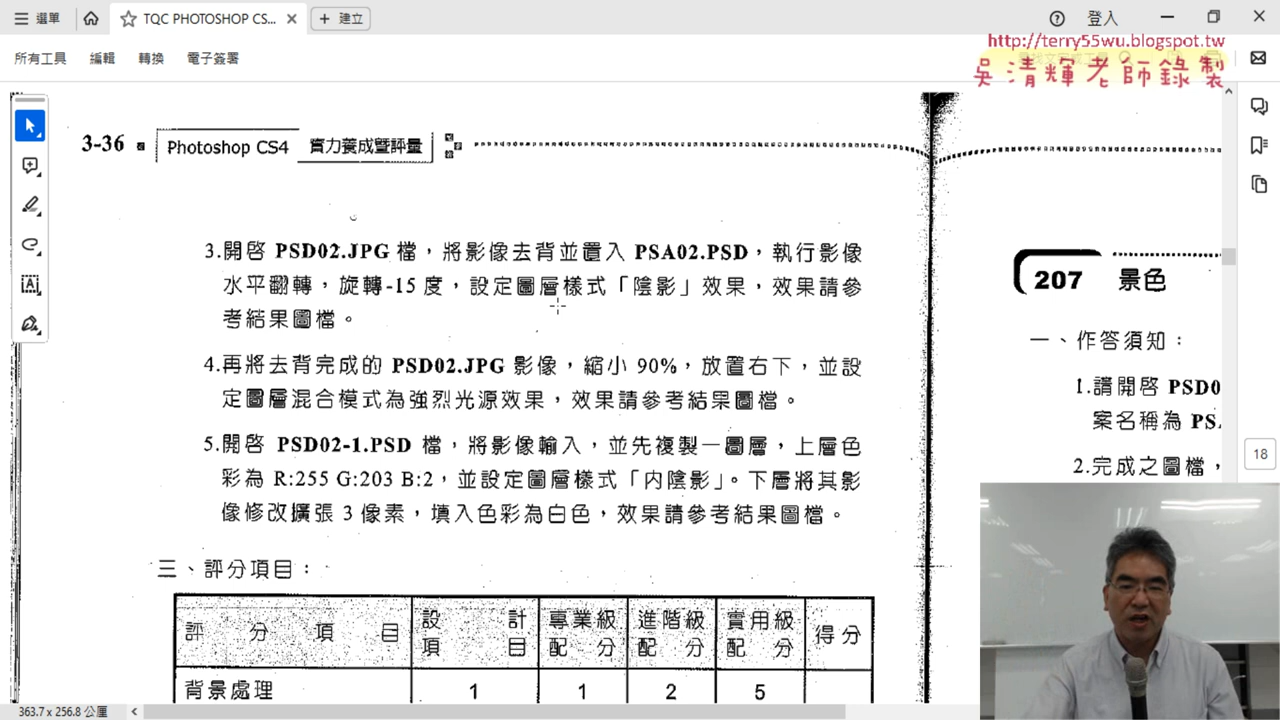 選單
TQC PHOTOSHOP CS...
建立
登入
http://terry55wu.blogspot.tw
所有工具 編輯 轉換 電子簽署
吳清輝老師錄製
3-36 Photoshop CS4 實力養成暨評量
3.開啓 PSD02.JPG 檔，將影像去背並置入 PSA02.PSD，執行影像
水平翻轉，旋轉-15 度，設定圖層樣式「陰影」效果，效果請參
考結果圖檔。
4.再將去背完成的 PSD02.JPG 影像，縮小 90%，放置右下，並設
定圖層混合模式為強烈光源效果，效果請參考結果圖檔。
5.開啓 PSD02-1.PSD 檔，將影像輸入，並先複製一圖層，上層色
彩為 R:255 G:203 B:2，並設定圖層樣式「內陰影」。下層將其影
像修改擴張 3 像素，填入色彩為白色，效果請參考結果圖檔。
三、評分項目：
評分項目 設計項目 專業級配分 進階級配分 實用級配分 得分
背景處理 1 1 2 5
207 景色
一、作答須知：
1.請開啓 PSD0
案名稱為 PS
2.完成之圖檔，
18
363.7 x 256.8 公厘